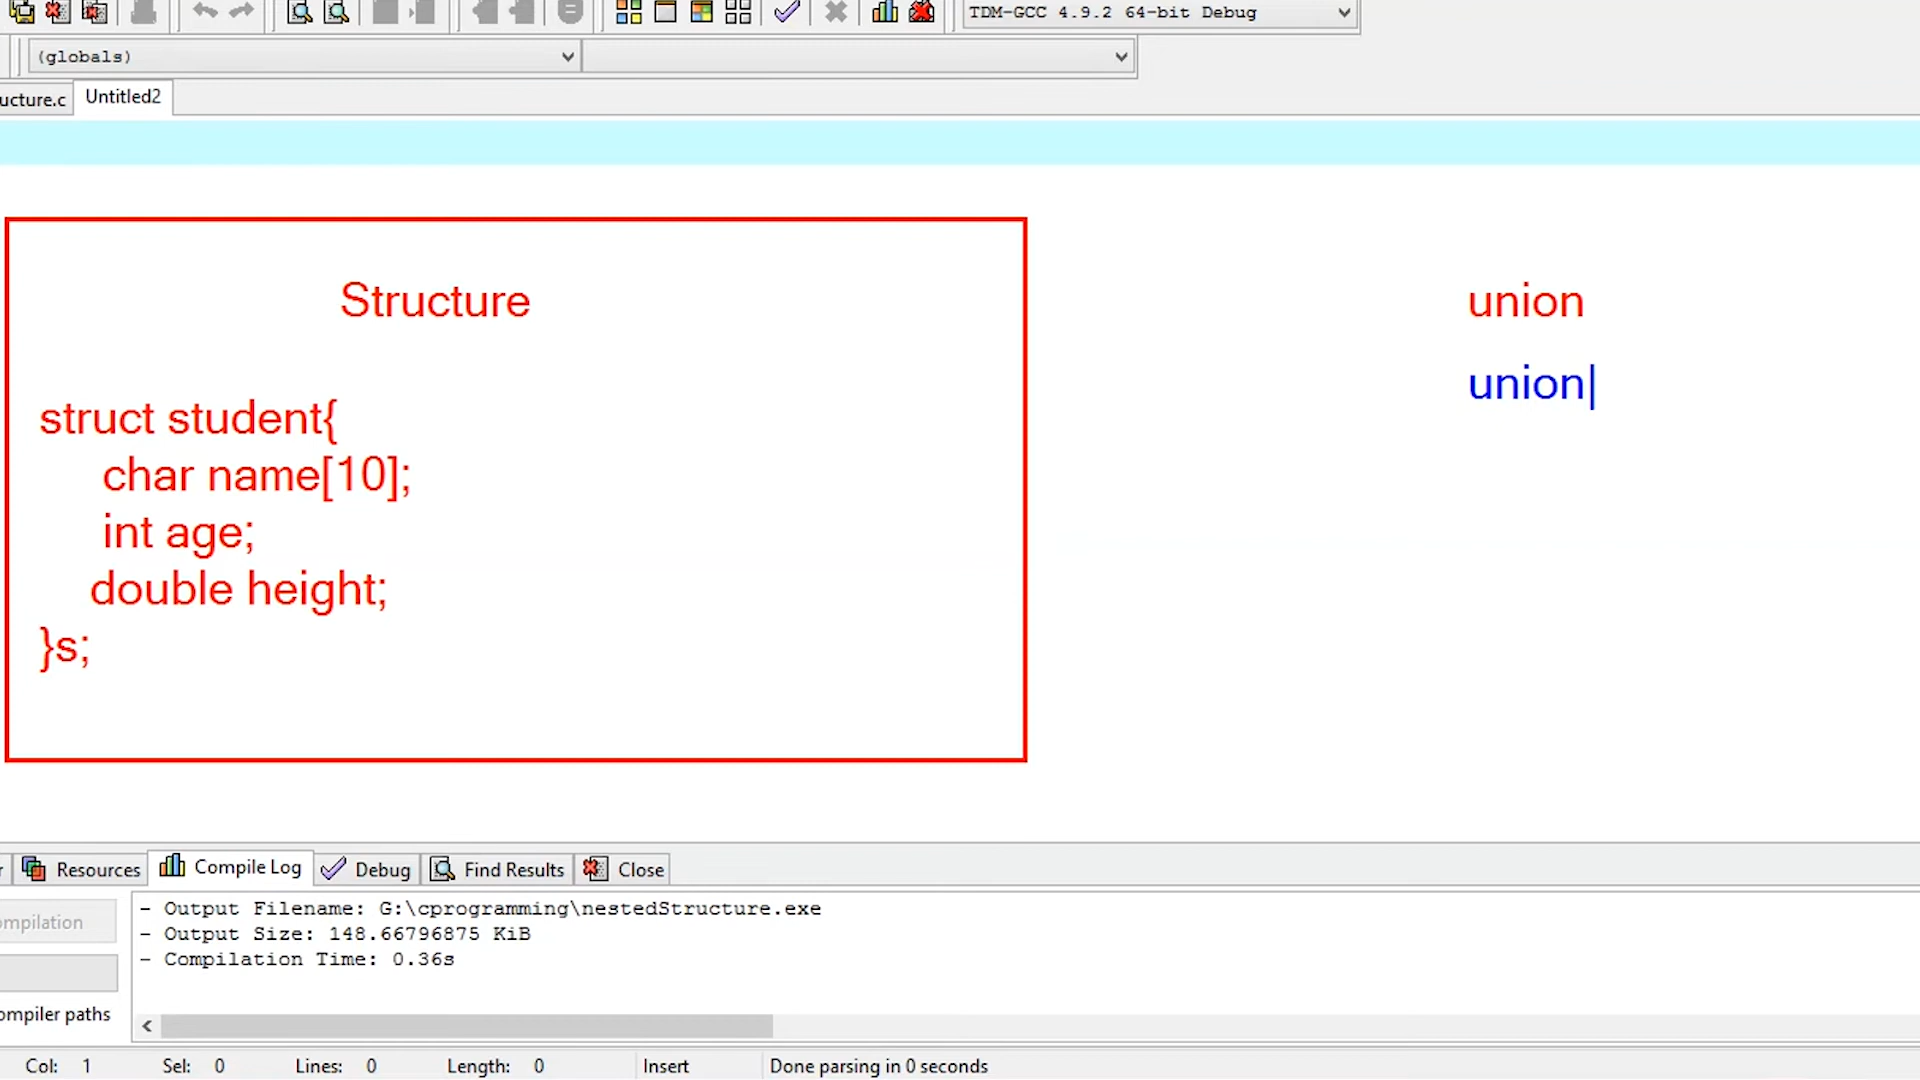 TDM-GCC 4.9.2 64-bit Debug
(globals)
ucture.c Untitled2
Structure
struct student{
char name[10];
int age;
double height;
}s;
union
union
Resources Compile Log Debug Find Results Close
ompilation
- Output Filename: G:\cprogramming\nestedStructure.exe
- Output Size: 148.66796875 KiB
- Compilation Time: 0.36s
ompiler paths
Col: 1 Sel: 0 Lines: 0 Length: 0 Insert Done parsing in 0 seconds